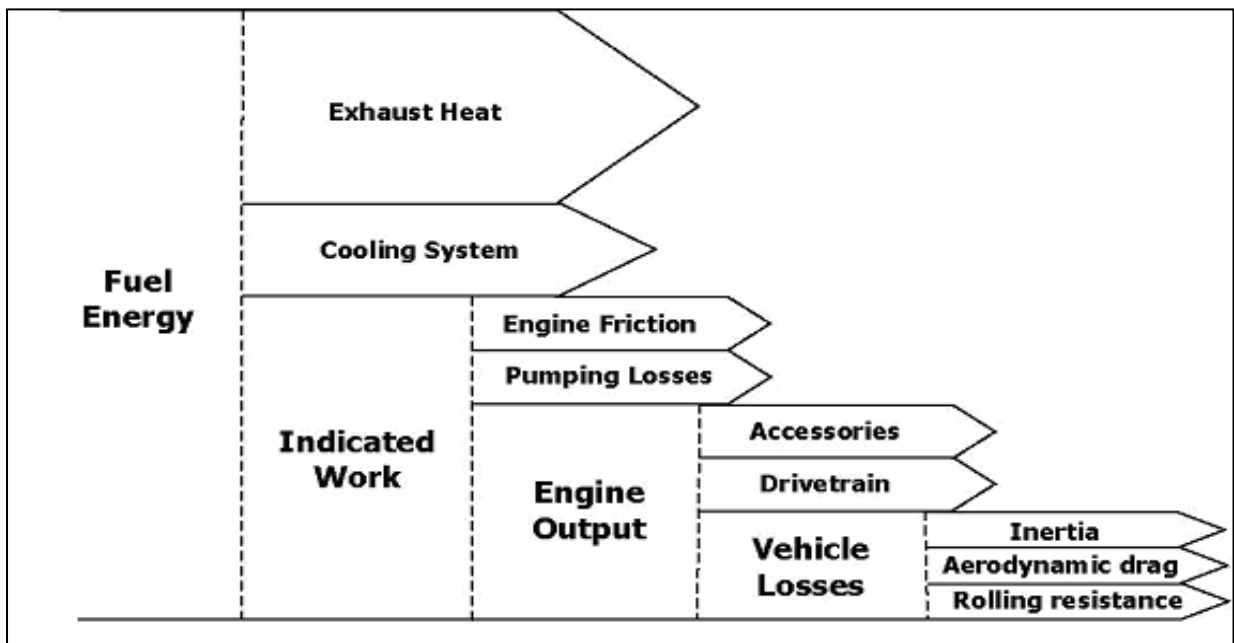 Exhaust Heat
Cooling System
Fuel
Energy
Engine Friction
Pumping Losses
Indicated
Work
Accessories
Drivetrain
Engine
Output
Inertia
Vehicle
Losses
Aerodynamic drag
Rolling resistance